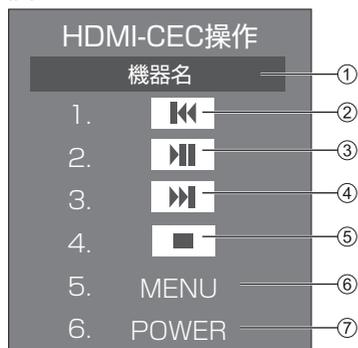 HDMI-CEC操作
機器名 ①
1. ②
2. ③
3. ④
4. ⑤
5. MENU ⑥
6. POWER ⑦